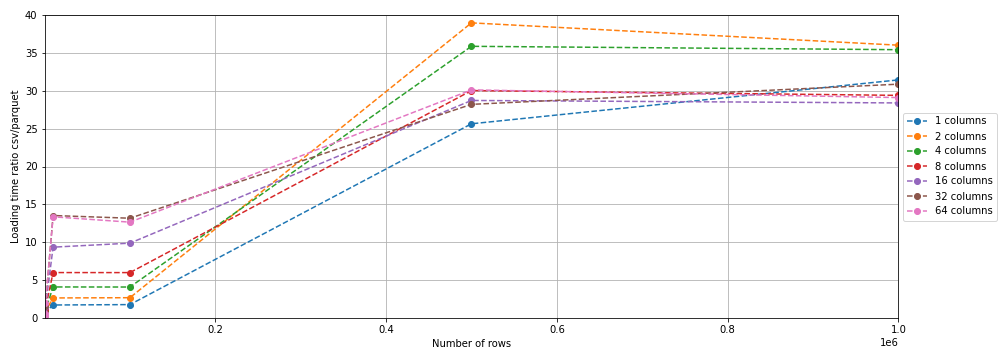 40
35
30
25
20
15
10
5
0
Loading time ratio csv/parquet
0.2
0.4
0.6
0.8
1.0
1e6
Number of rows
1 columns
2 columns
4 columns
8 columns
16 columns
32 columns
64 columns